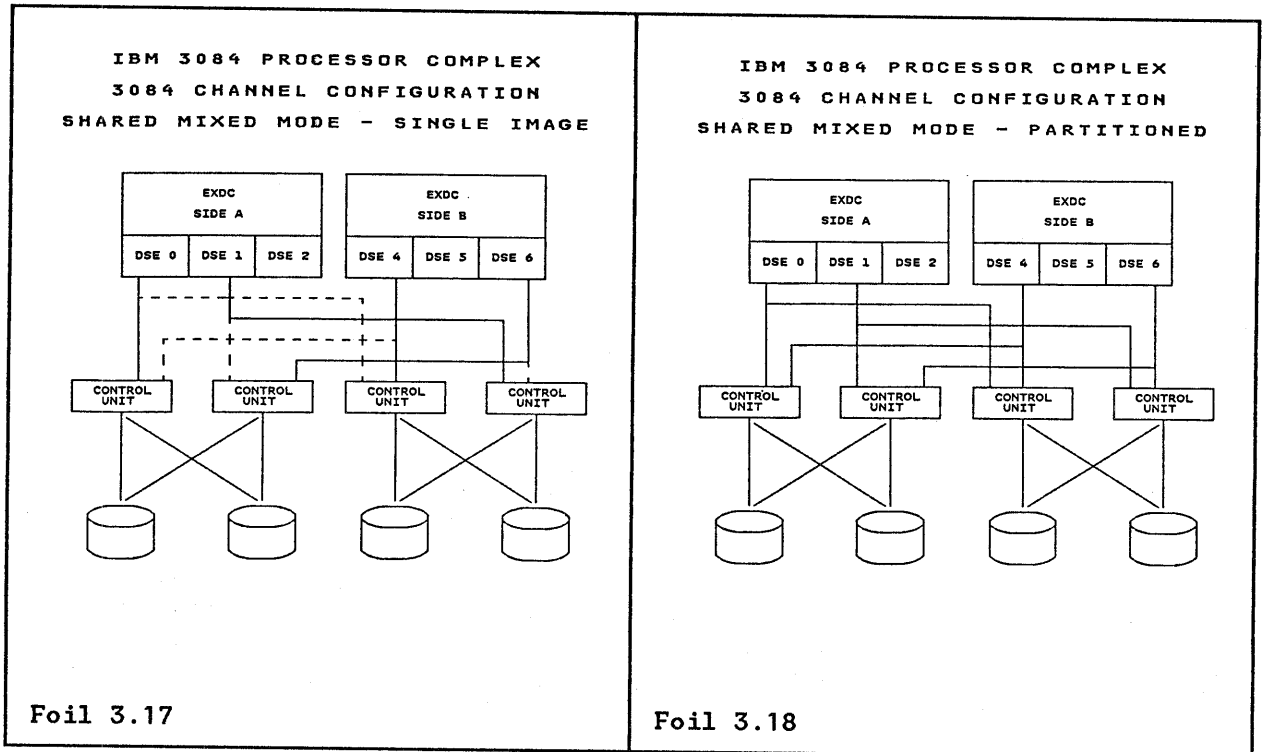 IBM 3084 PROCESSOR COMPLEX
3084 CHANNEL CONFIGURATION
SHARED MIXED MODE - SINGLE IMAGE
EXDC
SIDE A
DSE 0 DSE 1 DSE 2
EXDC
SIDE B
DSE 4 DSE 5 DSE 6
CONTROL
UNIT
CONTROL
UNIT
CONTROL
UNIT
CONTROL
UNIT
Foil 3.17
IBM 3084 PROCESSOR COMPLEX
3084 CHANNEL CONFIGURATION
SHARED MIXED MODE - PARTITIONED
EXDC
SIDE A
DSE 0 DSE 1 DSE 2
EXDC
SIDE B
DSE 4 DSE 5 DSE 6
CONTROL
UNIT
CONTROL
UNIT
CONTROL
UNIT
CONTROL
UNIT
Foil 3.18